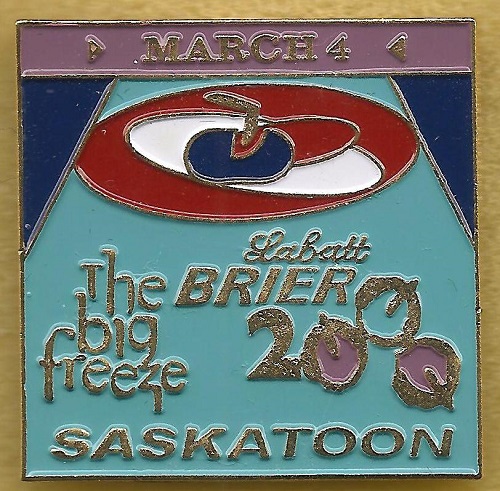 MARCH 4
Labatt
The BRIER
big 2000
freeze
SASKATOON